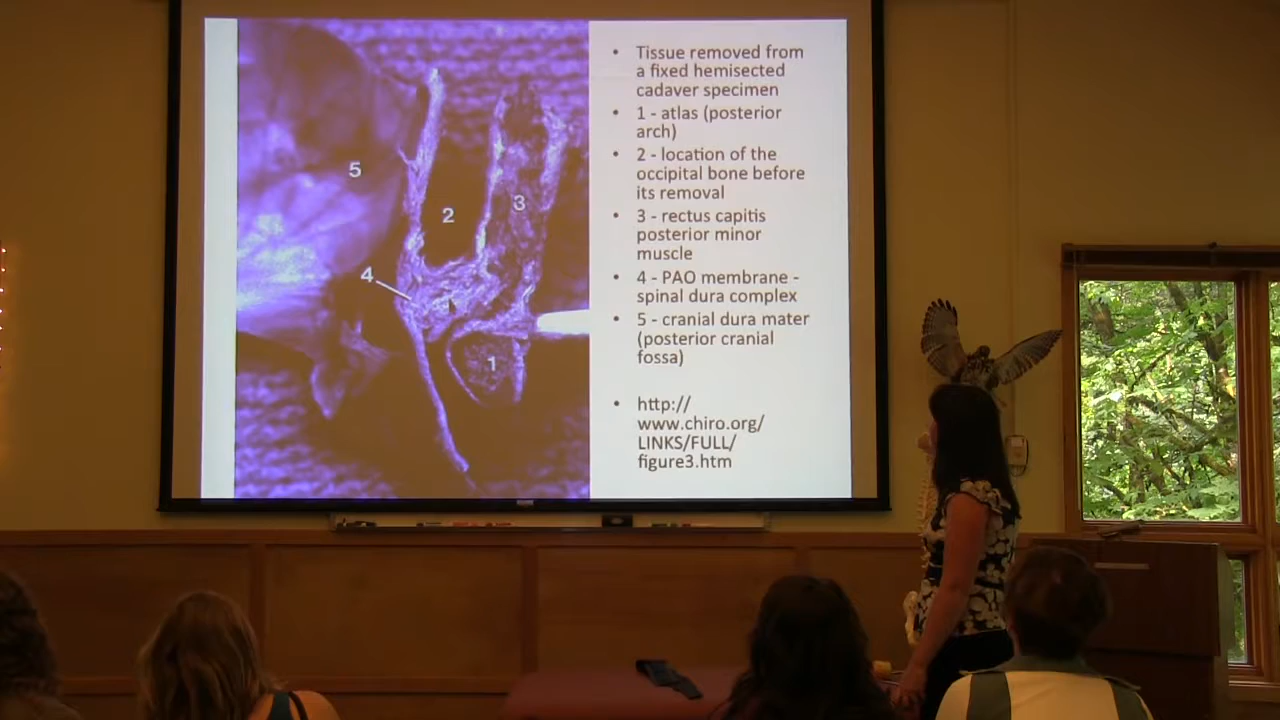 • Tissue removed from
a fixed hemisected
cadaver specimen
• 1 - atlas (posterior
arch)
• 2 - location of the
occipital bone before
its removal
• 3 - rectus capitis
posterior minor
muscle
• 4 - PAO membrane -
spinal dura complex
• 5 - cranial dura mater
(posterior cranial
fossa)
• http://
www.chiro.org/
LINKS/FULL/
figure3.htm
5
2
3
4
1